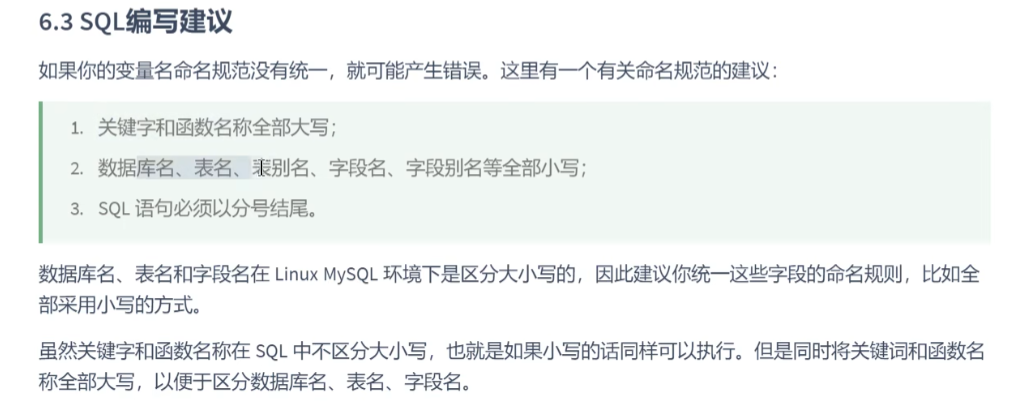 6.3 SQL编写建议
如果你的变量名命名规范没有统一，就可能产生错误。这里有一个有关命名规范的建议：
1. 关键字和函数名称全部大写；
2. 数据库名、表名、表别名、字段名、字段别名等全部小写；
3. SQL 语句必须以分号结尾。
数据库名、表名和字段名在 Linux MySQL 环境下是区分大小写的，因此建议你统一这些字段的命名规则，比如全
部采用小写的方式。
虽然关键字和函数名称在 SQL 中不区分大小写，也就是如果小写的话同样可以执行。但是同时将关键词和函数名
称全部大写，以便于区分数据库名、表名、字段名。